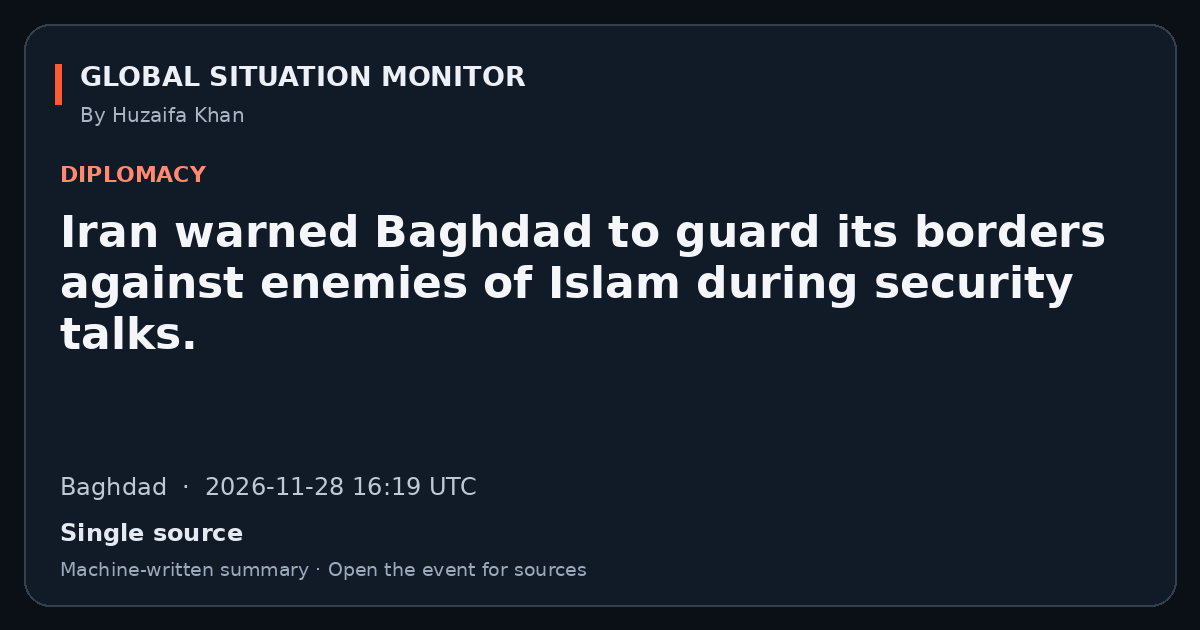 GLOBAL SITUATION MONITOR
By Huzaifa Khan
DIPLOMACY
Iran warned Baghdad to guard its borders
against enemies of Islam during security
talks.
Baghdad · 2026-11-28 16:19 UTC
Single source
Machine-written summary · Open the event for sources